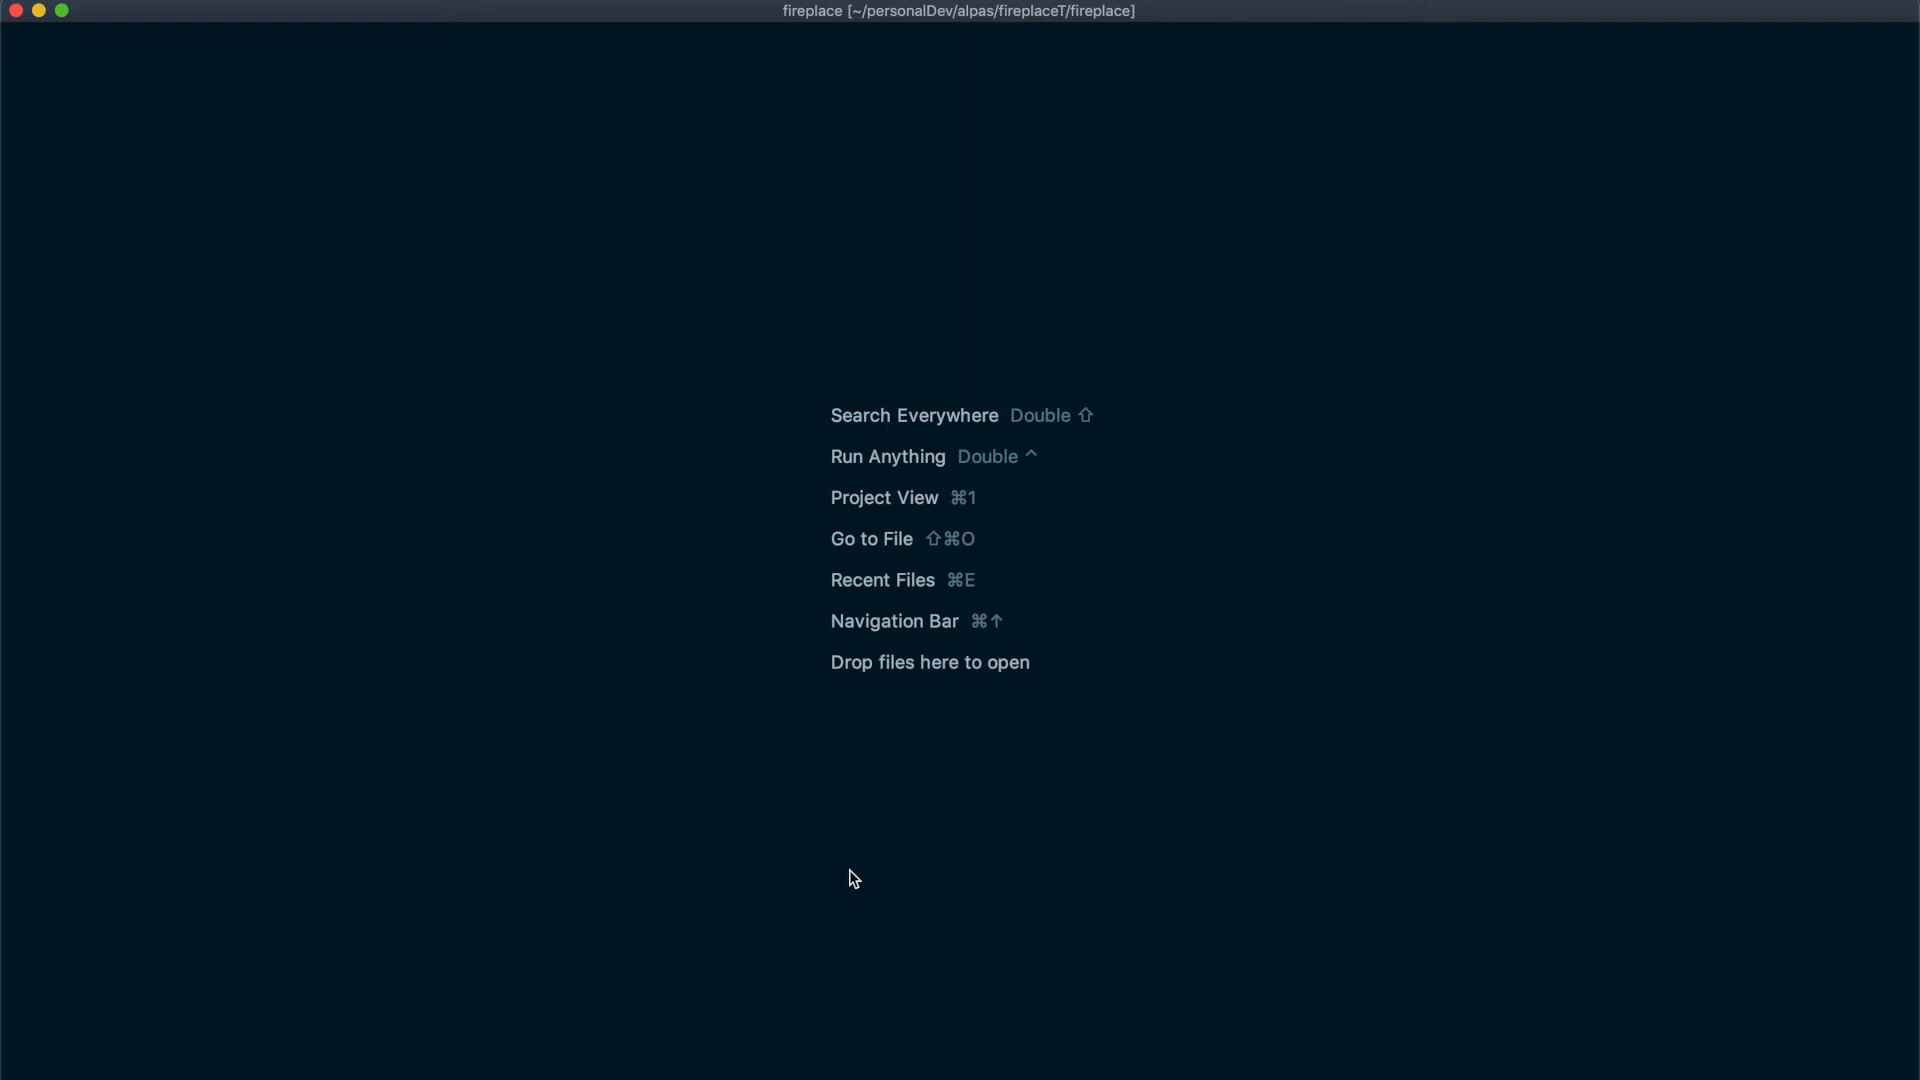 fireplace [~/personalDev/alpas/fireplaceT/fireplace]
Search Everywhere Double ⇧
Run Anything Double ^
Project View ⌘1
Go to File ⇧⌘O
Recent Files ⌘E
Navigation Bar ⌘↑
Drop files here to open